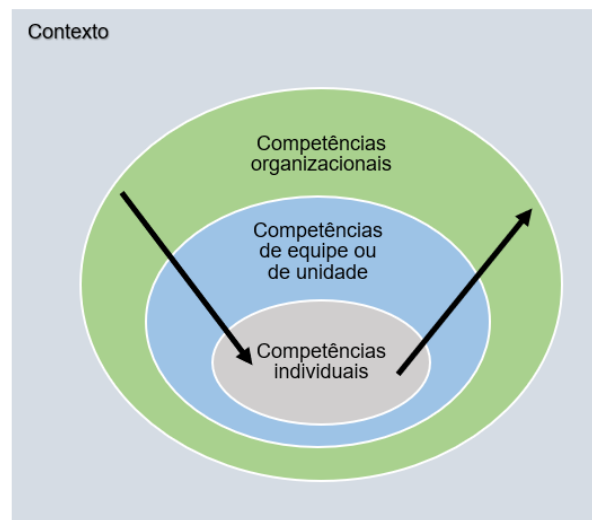 Contexto
Competências
organizacionais
Competências
de equipe ou
de unidade
Competências
individuais